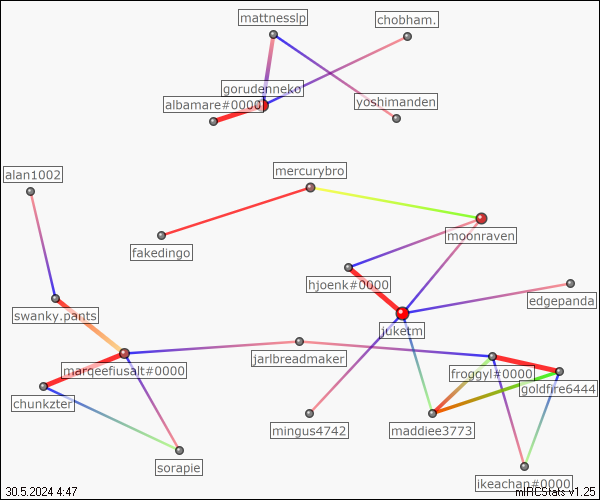 mattnesslp
chobham.
gorudenneko
albamare#0000
yoshimanden
mercurybro
alan1002
moonraven
fakedingo
hjoenk#0000
edgepanda
swanky.pants
juketm
jarlbreadmaker
marqeefiusalt#0000
froggyl#0000
goldfire6444
chunkzter
mingus4742
maddiee3773
sorapie
ikeachan#0000
30.5.2024 4:47
mIRCStats v1.25